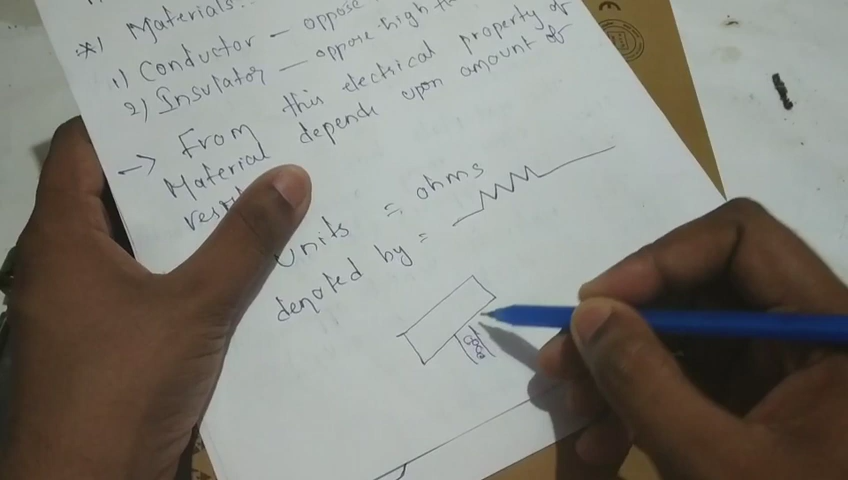 *) Materials:
1) Conductor — oppose
2) Insulator — oppose high
→ From this electrical property of
Material depends upon amount of
units = ohms
denoted by =